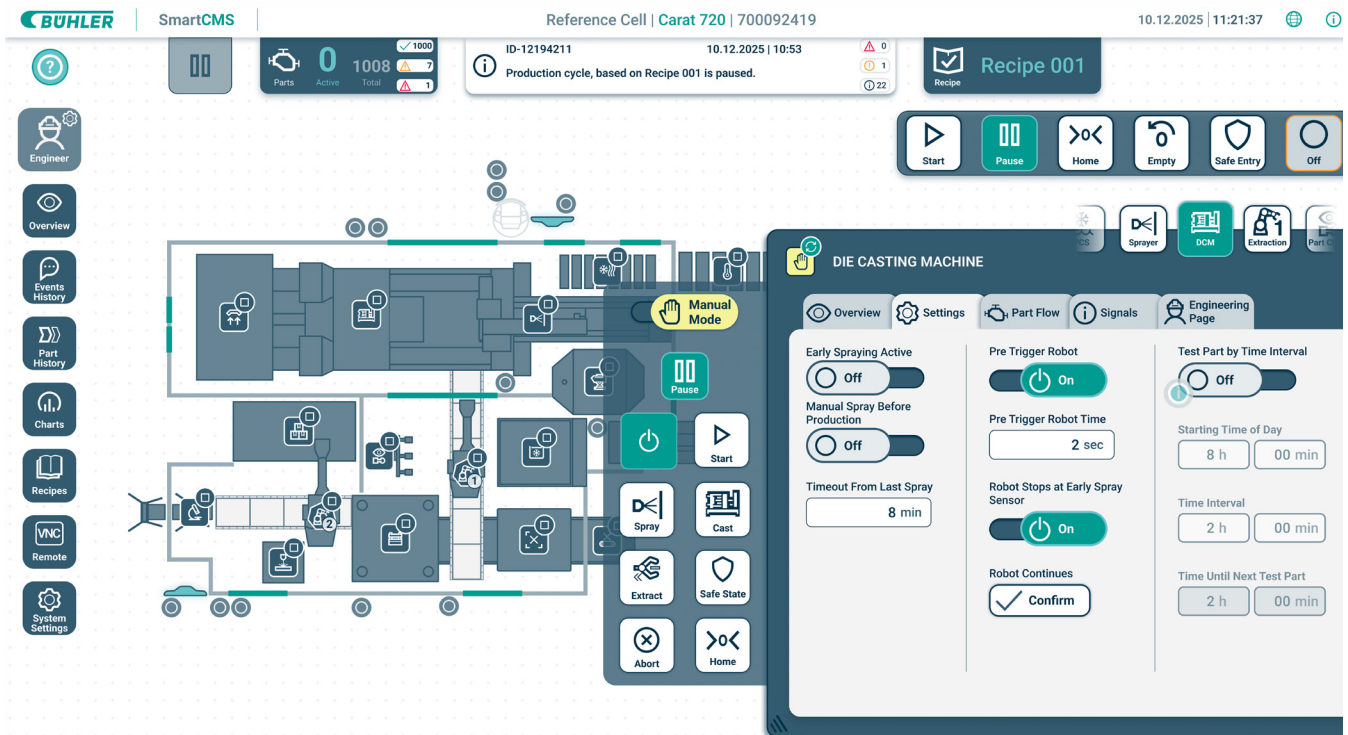 BÜHLER
SmartCMS
Reference Cell | Carat 720 | 700092419
10.12.2025 | 11:21:37
Parts
0
Active
1008
Total
1000
7
1
ID-12194211
10.12.2025 | 10:53
Production cycle, based on Recipe 001 is paused.
0
1
22
Recipe
Recipe 001
Engineer
Overview
Events
History
Part
History
Charts
Recipes
VNC
Remote
System
Settings
Start
Pause
Home
0
Empty
Safe Entry
Off
Sprayer
DCM
1
Extraction
DIE CASTING MACHINE
Overview
Settings
Part Flow
Signals
Engineering
Page
1
2
Manual
Mode
Pause
Start
Spray
Cast
Extract
Safe State
Abort
Home
Early Spraying Active
Off
Manual Spray Before
Production
Off
Timeout From Last Spray
8 min
Pre Trigger Robot
On
Pre Trigger Robot Time
2 sec
Robot Stops at Early Spray
Sensor
On
Robot Continues
Confirm
Test Part by Time Interval
Off
Starting Time of Day
8 h
00 min
Time Interval
2 h
00 min
Time Until Next Test Part
2 h
00 min